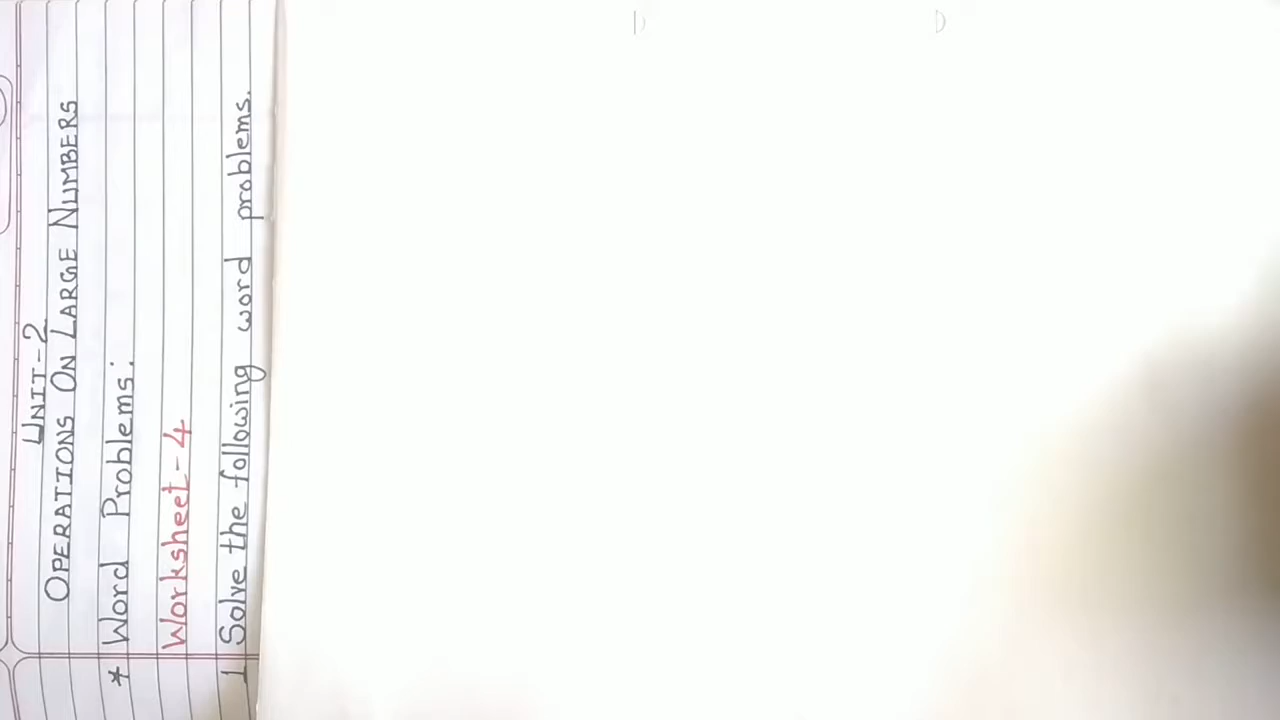 UNIT-2
OPERATIONS ON LARGE NUMBERS
* Word Problems:
Worksheet-4
1 Solve the following word problems.